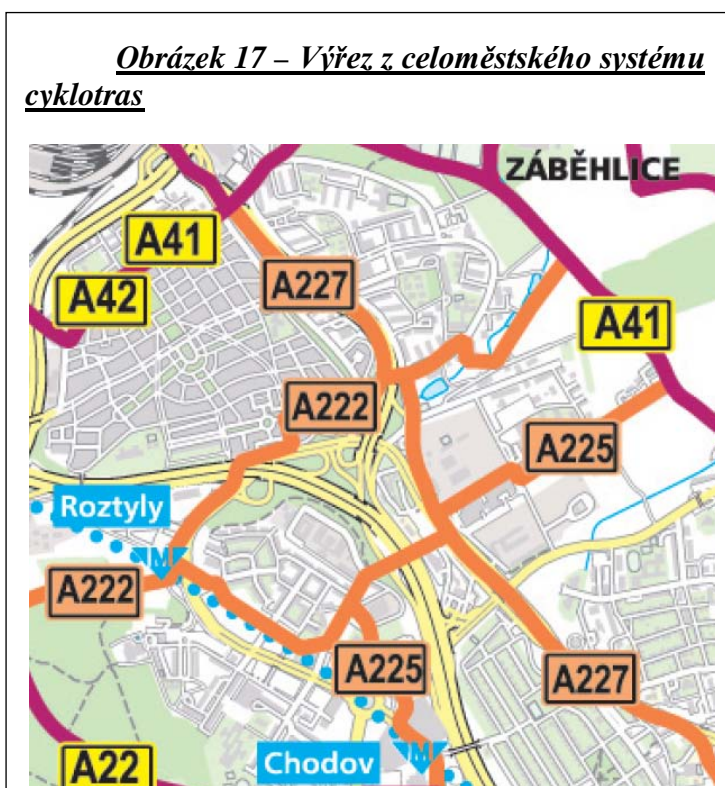 Obrázek 17 – Výřez z celoměstského systému
cyklotras
ZÁBĚHLICE
A41
A42
A227
A41
A222
A225
Roztyly
M
A222
A225
A227
A22
Chodov
M